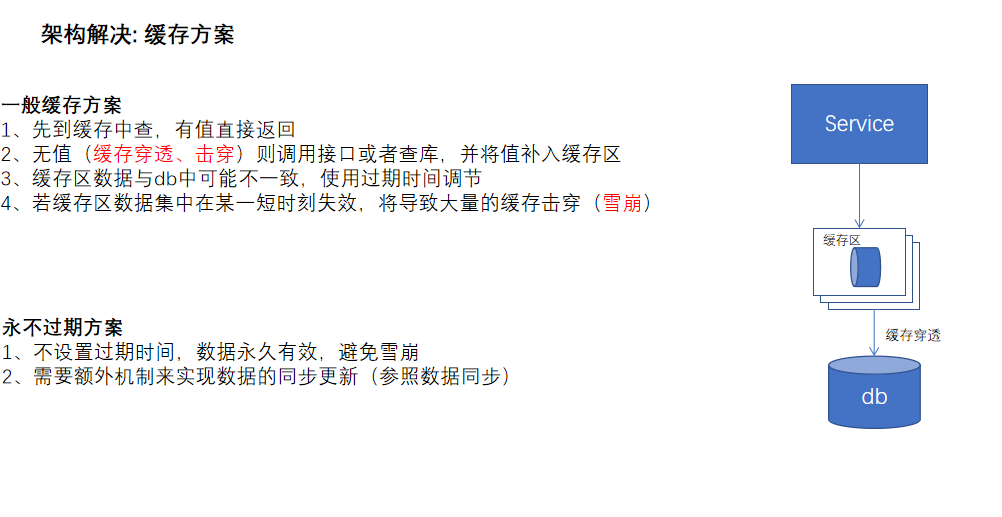 架构解决: 缓存方案
一般缓存方案
1、先到缓存中查，有值直接返回
2、无值（缓存穿透、击穿）则调用接口或者查库，并将值补入缓存区
3、缓存区数据与db中可能不一致，使用过期时间调节
4、若缓存区数据集中在某一短时刻失效，将导致大量的缓存击穿（雪崩）
永不过期方案
1、不设置过期时间，数据永久有效，避免雪崩
2、需要额外机制来实现数据的同步更新（参照数据同步）
Service
缓存区
缓存穿透
db